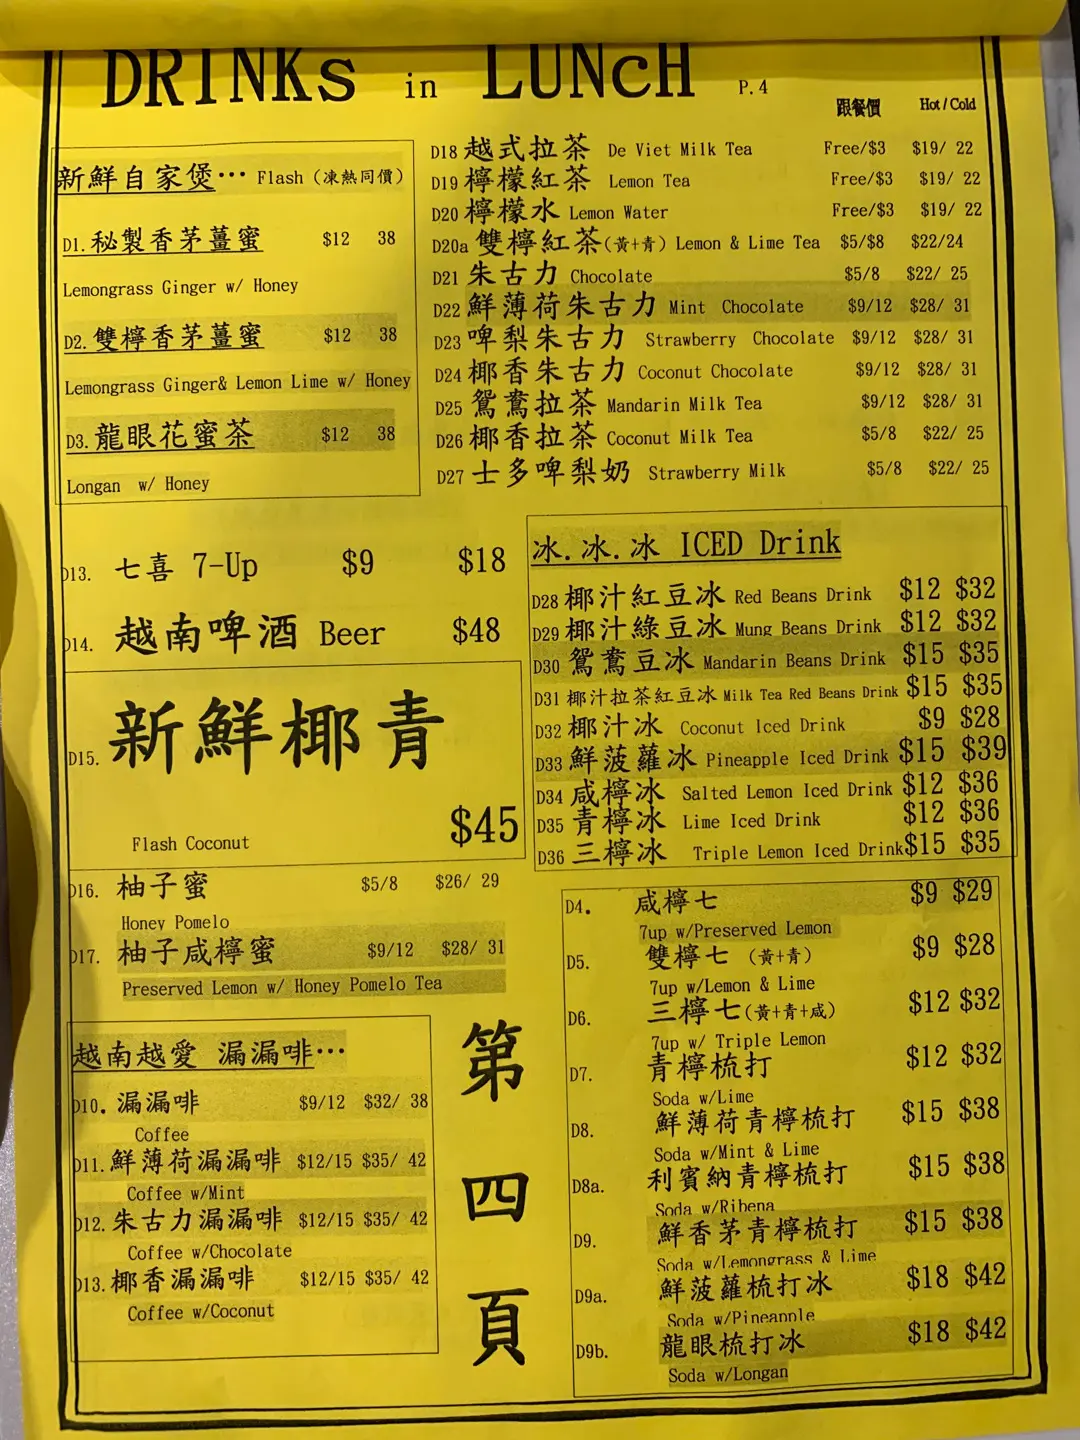 DRINKs in LUNcH P.4
跟餐價 Hot / Cold
新鮮自家煲… Flash (凍熱同價)
D1. 秘製香茅薑蜜 $12 38
Lemongrass Ginger w/ Honey
D2. 雙檸香茅薑蜜 $12 38
Lemongrass Ginger& Lemon Lime w/ Honey
D3. 龍眼花蜜茶 $12 38
Longan w/ Honey
D18 越式拉茶 De Viet Milk Tea Free/$3 $19/ 22
D19 檸檬紅茶 Lemon Tea Free/$3 $19/ 22
D20 檸檬水 Lemon Water Free/$3 $19/ 22
D20a 雙檸紅茶(黃+青) Lemon & Lime Tea $5/$8 $22/24
D21 朱古力 Chocolate $5/8 $22/ 25
D22 鮮薄荷朱古力 Mint Chocolate $9/12 $28/ 31
D23 啤梨朱古力 Strawberry Chocolate $9/12 $28/ 31
D24 椰香朱古力 Coconut Chocolate $9/12 $28/ 31
D25 鴛鴦拉茶 Mandarin Milk Tea $9/12 $28/ 31
D26 椰香拉茶 Coconut Milk Tea $5/8 $22/ 25
D27 士多啤梨奶 Strawberry Milk $5/8 $22/ 25
D13. 七喜 7-Up $9 $18
D14. 越南啤酒 Beer $48
D15. 新鮮椰青
Flash Coconut $45
D16. 柚子蜜 $5/8 $26/ 29
Honey Pomelo
D17. 柚子咸檸蜜 $9/12 $28/ 31
Preserved Lemon w/ Honey Pomelo Tea
冰.冰.冰 ICED Drink
D28 椰汁紅豆冰 Red Beans Drink $12 $32
D29 椰汁綠豆冰 Mung Beans Drink $12 $32
D30 鴛鴦豆冰 Mandarin Beans Drink $15 $35
D31 椰汁拉茶紅豆冰 Milk Tea Red Beans Drink $15 $35
D32 椰汁冰 Coconut Iced Drink $9 $28
D33 鮮菠蘿冰 Pineapple Iced Drink $15 $39
D34 咸檸冰 Salted Lemon Iced Drink $12 $36
D35 青檸冰 Lime Iced Drink $12 $36
D36 三檸冰 Triple Lemon Iced Drink $15 $35
越南越愛 漏漏啡…
D10. 漏漏啡 $9/12 $32/ 38
Coffee
D11. 鮮薄荷漏漏啡 $12/15 $35/ 42
Coffee w/Mint
D12. 朱古力漏漏啡 $12/15 $35/ 42
Coffee w/Chocolate
D13. 椰香漏漏啡 $12/15 $35/ 42
Coffee w/Coconut
第四頁
D4. 咸檸七 $9 $29
7up w/Preserved Lemon
D5. 雙檸七 (黃+青) $9 $28
7up w/Lemon & Lime
D6. 三檸七(黃+青+咸) $12 $32
7up w/ Triple Lemon
D7. 青檸梳打 $12 $32
Soda w/Lime
D8. 鮮薄荷青檸梳打 $15 $38
Soda w/Mint & Lime
D8a. 利賓納青檸梳打 $15 $38
Soda w/Ribena
D9. 鮮香茅青檸梳打 $15 $38
Soda w/Lemongrass & Lime
D9a. 鮮菠蘿梳打冰 $18 $42
Soda w/Pineapple
D9b. 龍眼梳打冰 $18 $42
Soda w/Longan